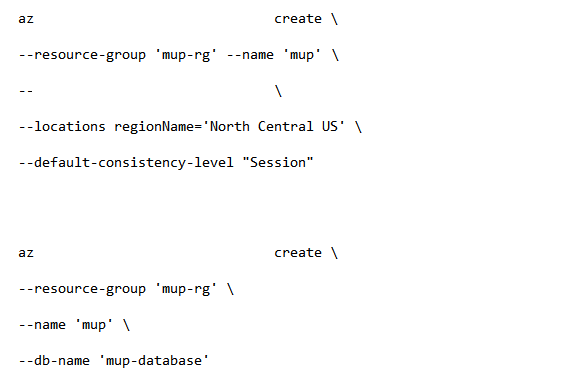 az create \
--resource-group 'mup-rg' --name 'mup' \
-- \
--locations regionName='North Central US' \
--default-consistency-level "Session"
az create \
--resource-group 'mup-rg' \
--name 'mup' \
--db-name 'mup-database'